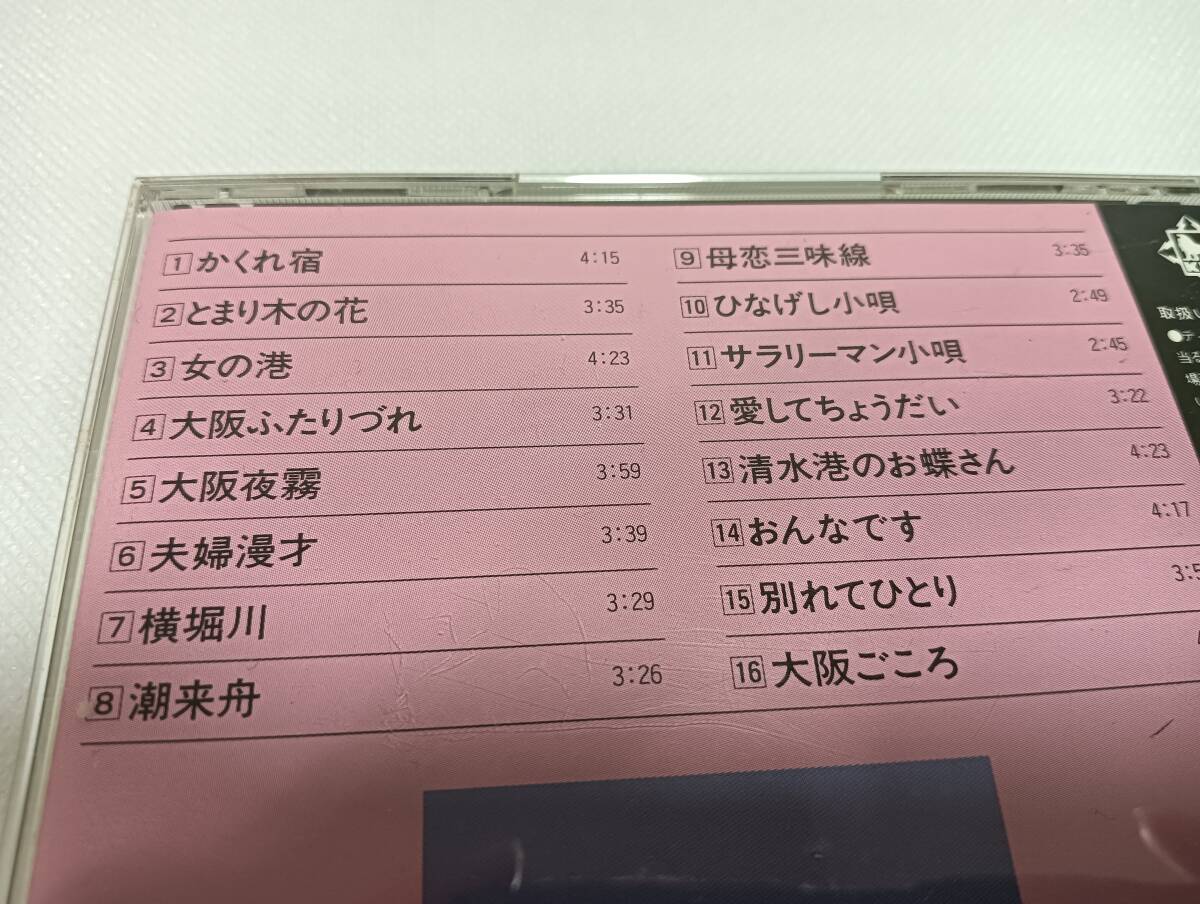 1 かくれ宿 4:15
2 とまり木の花 3:35
3 女の港 4:23
4 大阪ふたりづれ 3:31
5 大阪夜霧 3:59
6 夫婦漫才 3:39
7 横堀川 3:29
8 潮来舟 3:26
9 母恋三味線 3:35
10 ひなげし小唄 2:49
11 サラリーマン小唄 2:45
12 愛してちょうだい 3:22
13 清水港のお蝶さん 4:23
14 おんなです 4:17
15 別れてひとり
16 大阪ごころ
取扱い